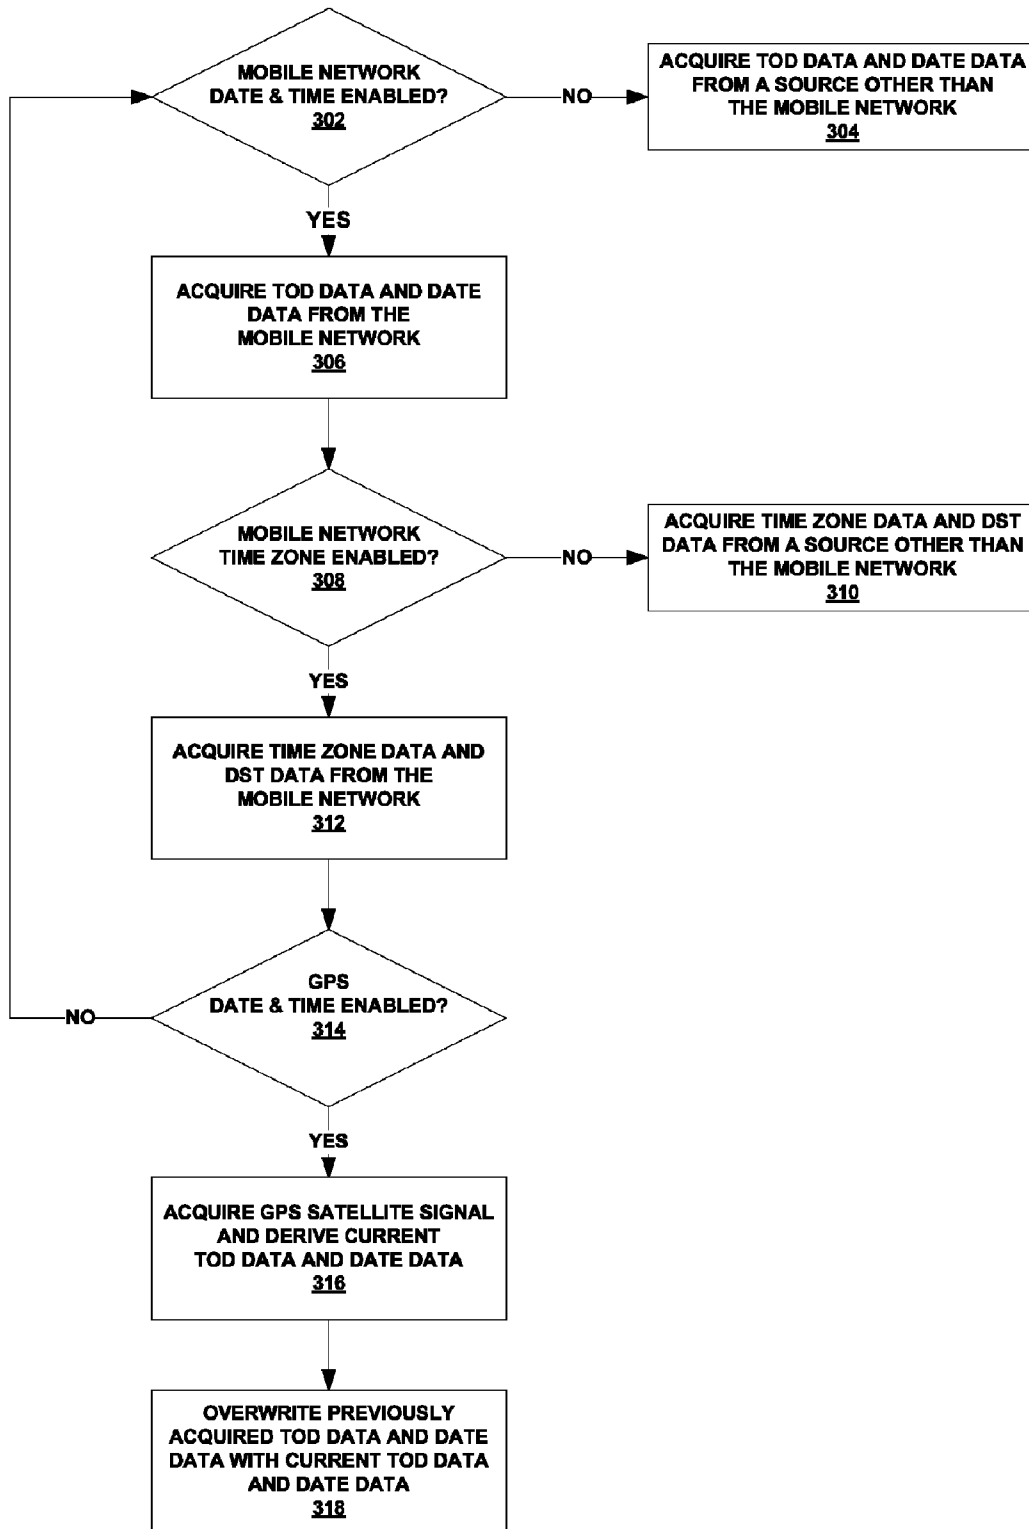 MOBILE NETWORK
DATE & TIME ENABLED?
302
NO
ACQUIRE TOD DATA AND DATE DATA
FROM A SOURCE OTHER THAN
THE MOBILE NETWORK
304
YES
ACQUIRE TOD DATA AND DATE
DATA FROM THE
MOBILE NETWORK
306
MOBILE NETWORK
TIME ZONE ENABLED?
308
NO
ACQUIRE TIME ZONE DATA AND DST
DATA FROM A SOURCE OTHER THAN
THE MOBILE NETWORK
310
YES
ACQUIRE TIME ZONE DATA AND
DST DATA FROM THE
MOBILE NETWORK
312
GPS
DATE & TIME ENABLED?
314
NO
YES
ACQUIRE GPS SATELLITE SIGNAL
AND DERIVE CURRENT
TOD DATA AND DATE DATA
316
OVERWRITE PREVIOUSLY
ACQUIRED TOD DATA AND DATE
DATA WITH CURRENT TOD DATA
AND DATE DATA
318